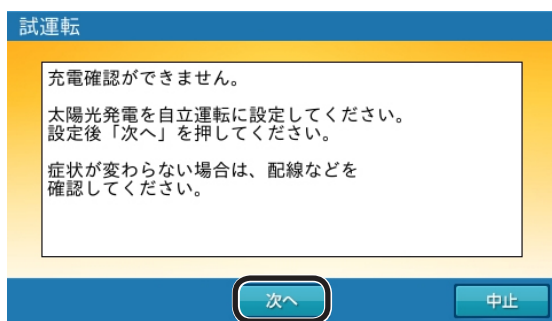 試運転
充電確認ができません。
太陽光発電を自立運転に設定してください。
設定後「次へ」を押してください。
症状が変わらない場合は、配線などを
確認してください。
次へ
中止